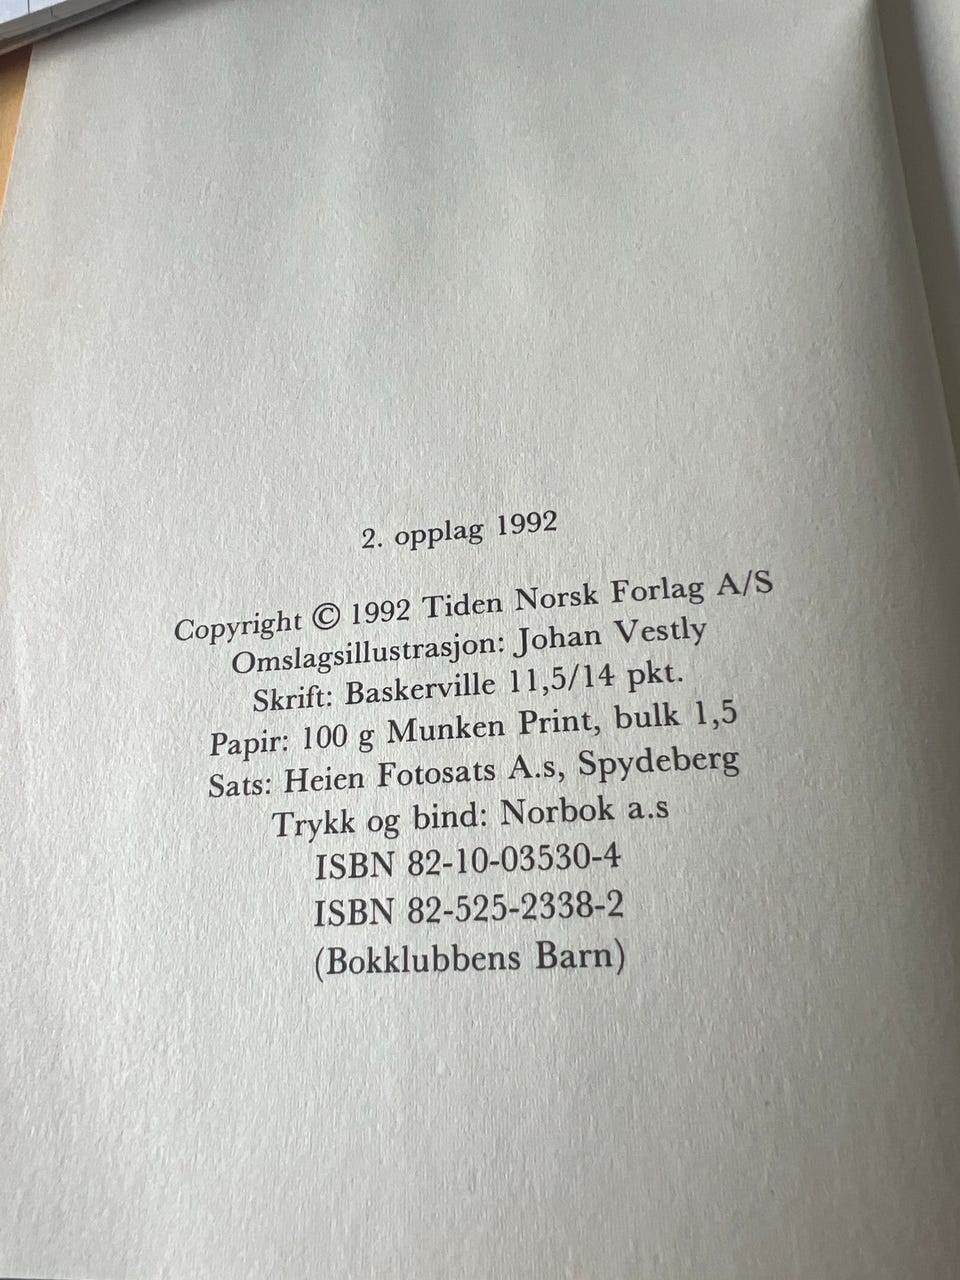 2. opplag 1992
Copyright © 1992 Tiden Norsk Forlag A/S
Omslagsillustrasjon: Johan Vestly
Skrift: Baskerville 11,5/14 pkt.
Papir: 100 g Munken Print, bulk 1,5
Sats: Heien Fotosats A.s, Spydeberg
Trykk og bind: Norbok a.s
ISBN 82-10-03530-4
ISBN 82-525-2338-2
(Bokklubbens Barn)